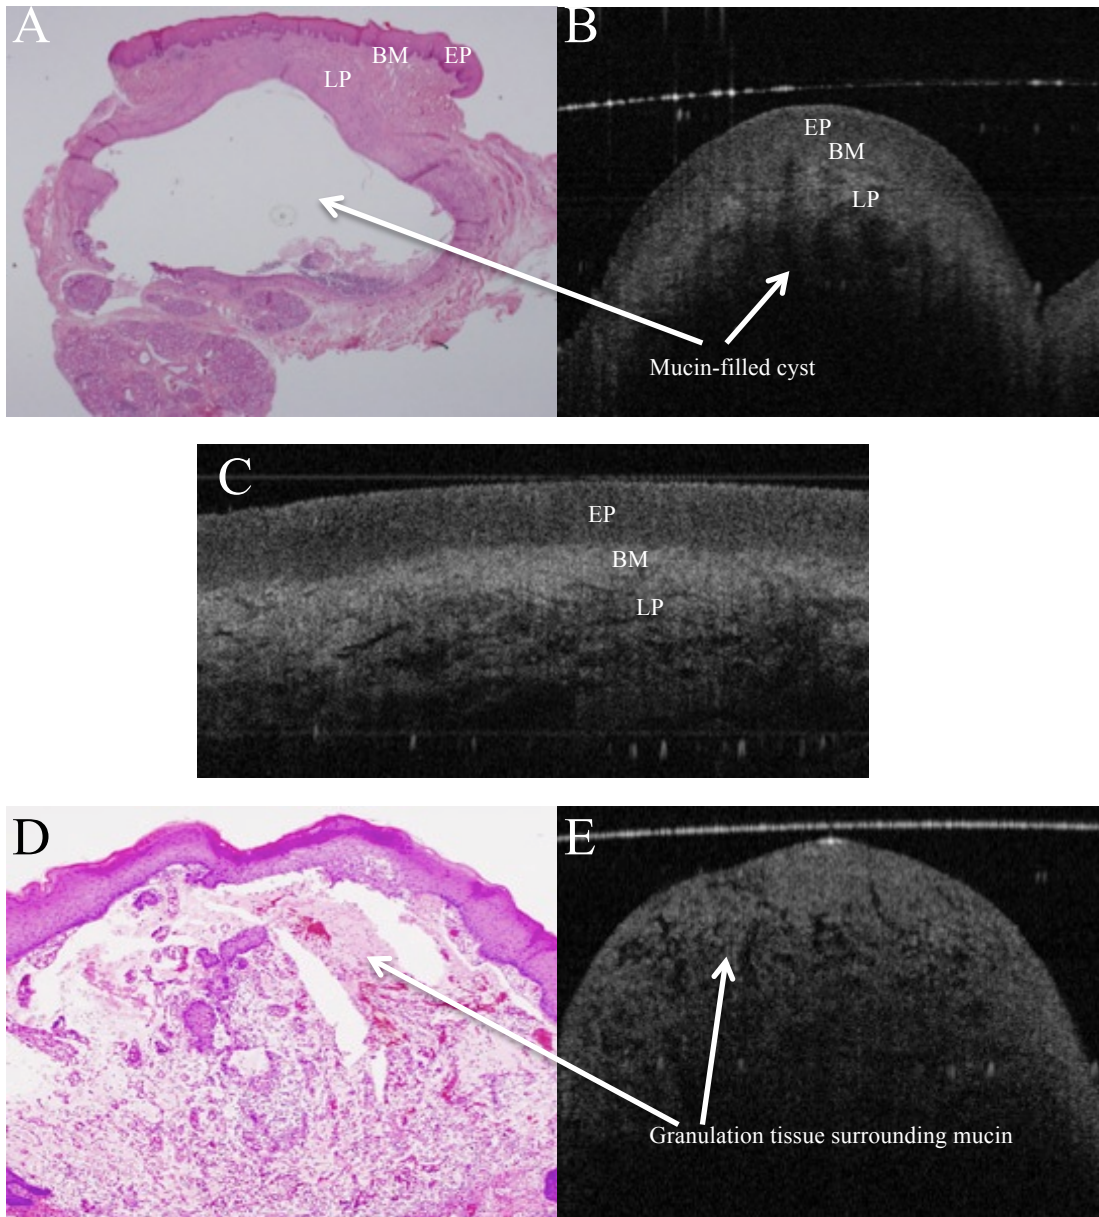 A
BM
EP
LP
B
EP
BM
LP
Mucin-filled cyst
C
EP
BM
LP
D
E
Granulation tissue surrounding mucin